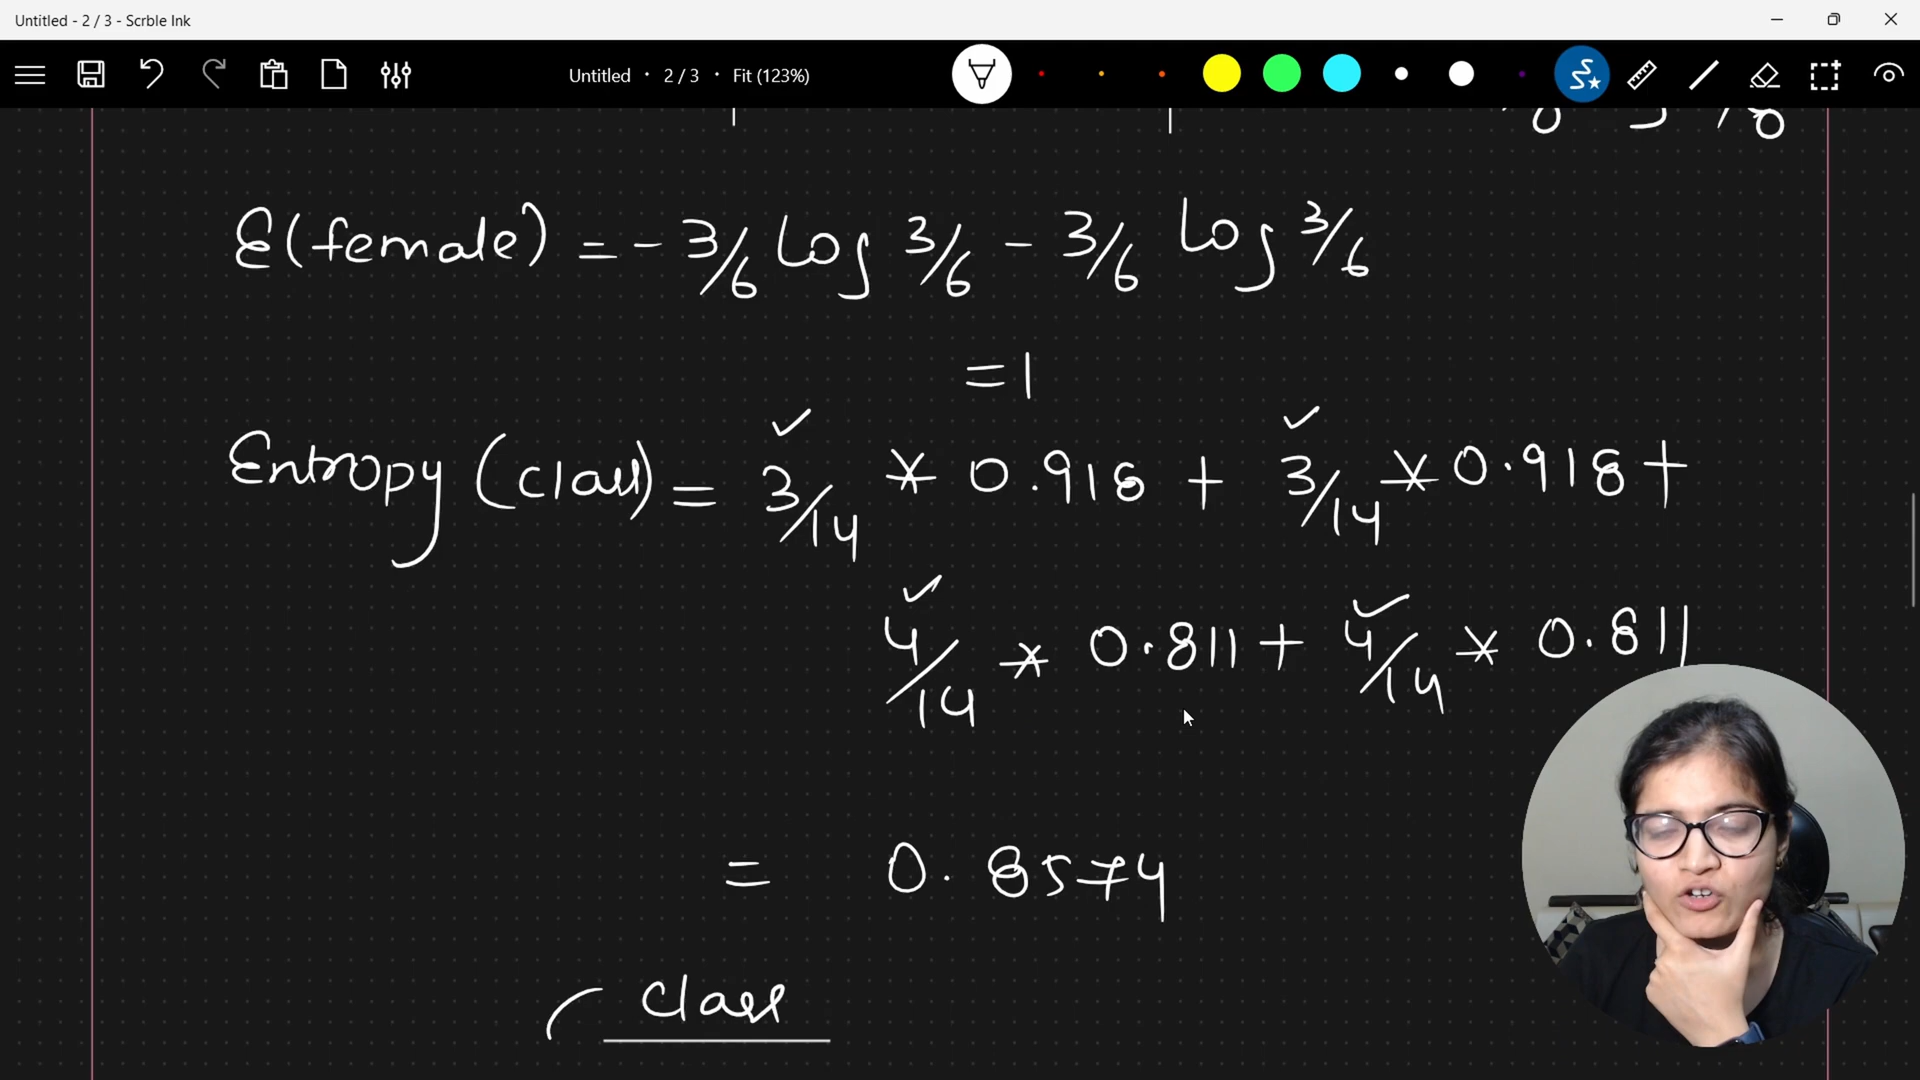 Untitled - 2 / 3 - Scrble Ink
Untitled • 2 / 3 • Fit (123%)
E(female) = - 3/6 log 3/6 - 3/6 log 3/6
= 1
Entropy (class) = 3/14 * 0.918 + 3/14 * 0.918 +
4/14 * 0.811 + 4/14 * 0.811
= 0.8574
class